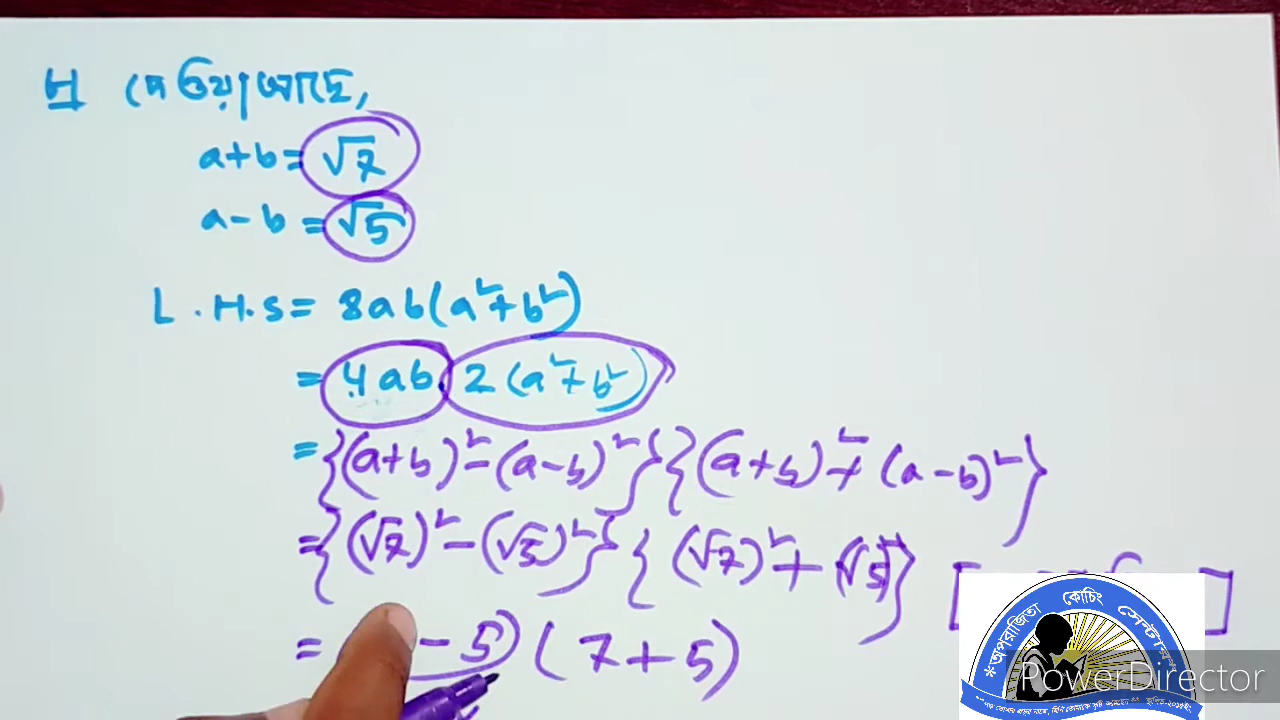 দেওয়া আছে,
a+b=√7
a-b=√5
L.H.S= 8ab(a²+b²)
= 4ab.2(a²+b²)
={(a+b)²-(a-b)²}{(a+b)²+(a-b)²}
={(√7)²-(√5)²}{(√7)²+(√5)²} [ ]
= -5)(7+5)
অপরাজিতা কোচিং সেন্টার
PowerDirector